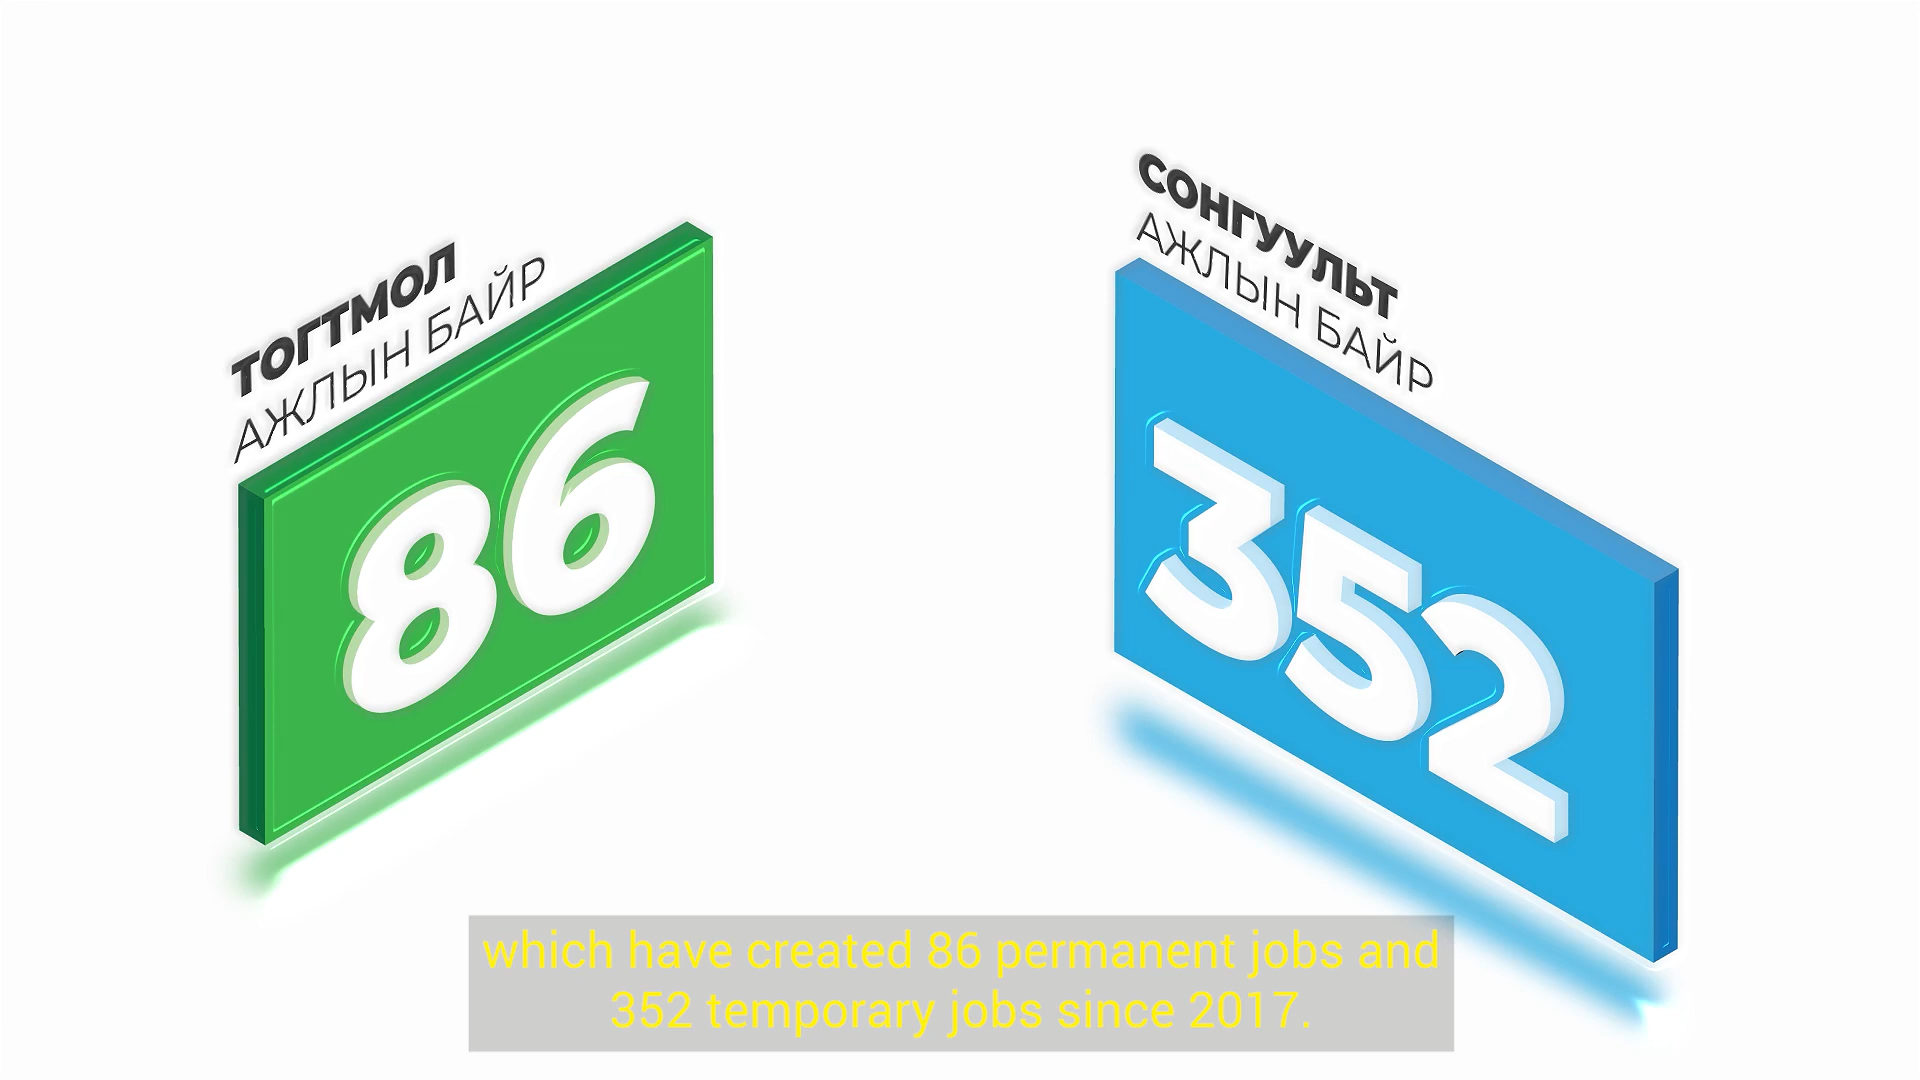 ТОГТМОЛ
АЖЛЫН БАЙР
86
СОНГУУЛЬТ
АЖЛЫН БАЙР
352
which have created 86 permanent jobs and
352 temporary jobs since 2017.